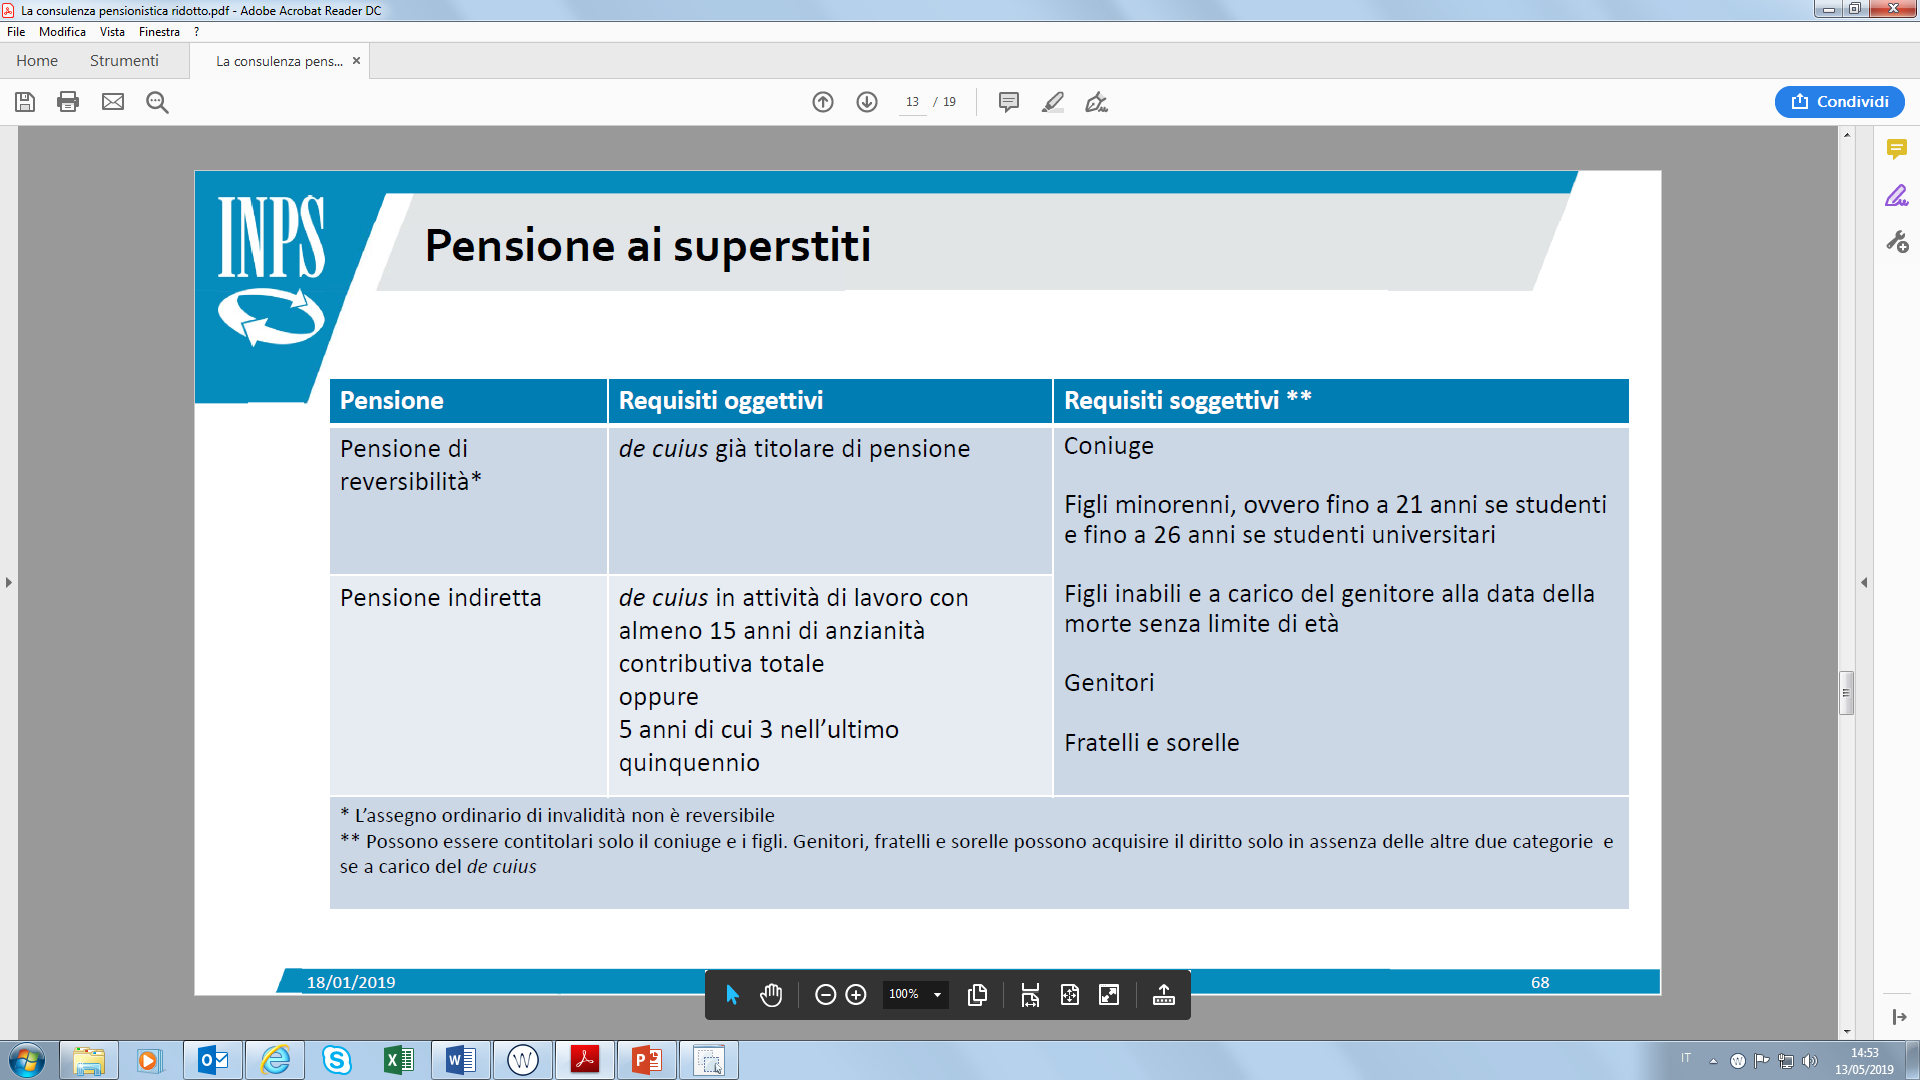 La consulenza pensionistica ridotto.pdf - Adobe Acrobat Reader DC
File Modifica Vista Finestra ?
Home Strumenti La consulenza pens... ×
13 / 19
Condividi
INPS
Pensione ai superstiti
Pensione Requisiti oggettivi Requisiti soggettivi **
Pensione di
reversibilità*
de cuius già titolare di pensione
Coniuge
Figli minorenni, ovvero fino a 21 anni se studenti
e fino a 26 anni se studenti universitari
Figli inabili e a carico del genitore alla data della
morte senza limite di età
Genitori
Fratelli e sorelle
Pensione indiretta
de cuius in attività di lavoro con
almeno 15 anni di anzianità
contributiva totale
oppure
5 anni di cui 3 nell’ultimo
quinquennio
* L’assegno ordinario di invalidità non è reversibile
** Possono essere contitolari solo il coniuge e i figli. Genitori, fratelli e sorelle possono acquisire il diritto solo in assenza delle altre due categorie e
se a carico del de cuius
18/01/2019 68
100%
IT
14:53
13/05/2019